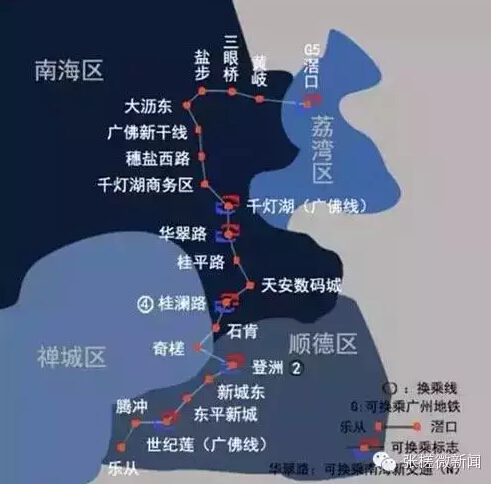 南海区
盐步
三眼桥
黄岐
G5
滘口
荔湾区
大沥东
广佛新干线
穗盐西路
千灯湖商务区
千灯湖（广佛线）
华翠路
桂平路
天安数码城
④桂澜路
石肯
奇槎
禅城区
顺德区
登洲②
新城东
东平新城
腾冲
世纪莲（广佛线）
乐从
〇：换乘线
G:可换乘广州地铁
乐从 滘口
可换乘标志
华翠路：可换乘南海新交通（N）
张槎微新闻